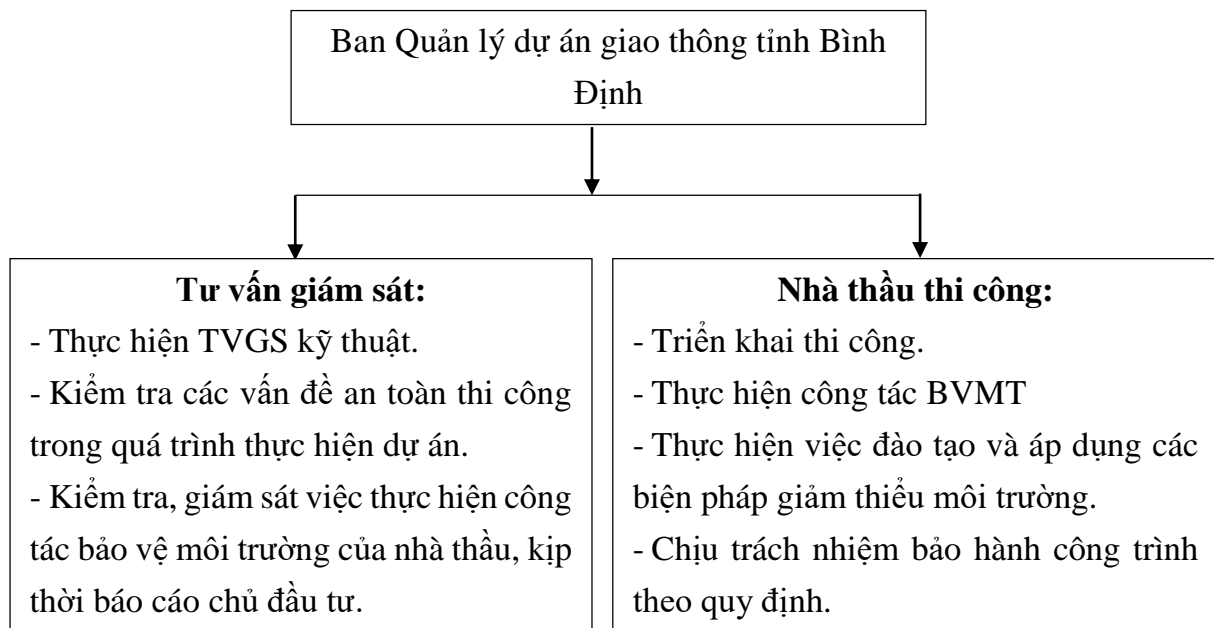 Ban Quản lý dự án giao thông tỉnh Bình
Định
Tư vấn giám sát:
- Thực hiện TVGS kỹ thuật.
- Kiểm tra các vấn đề an toàn thi công
trong quá trình thực hiện dự án.
- Kiểm tra, giám sát việc thực hiện công
tác bảo vệ môi trường của nhà thầu, kịp
thời báo cáo chủ đầu tư.
Nhà thầu thi công:
- Triển khai thi công.
- Thực hiện công tác BVMT
- Thực hiện việc đào tạo và áp dụng các
biện pháp giảm thiểu môi trường.
- Chịu trách nhiệm bảo hành công trình
theo quy định.